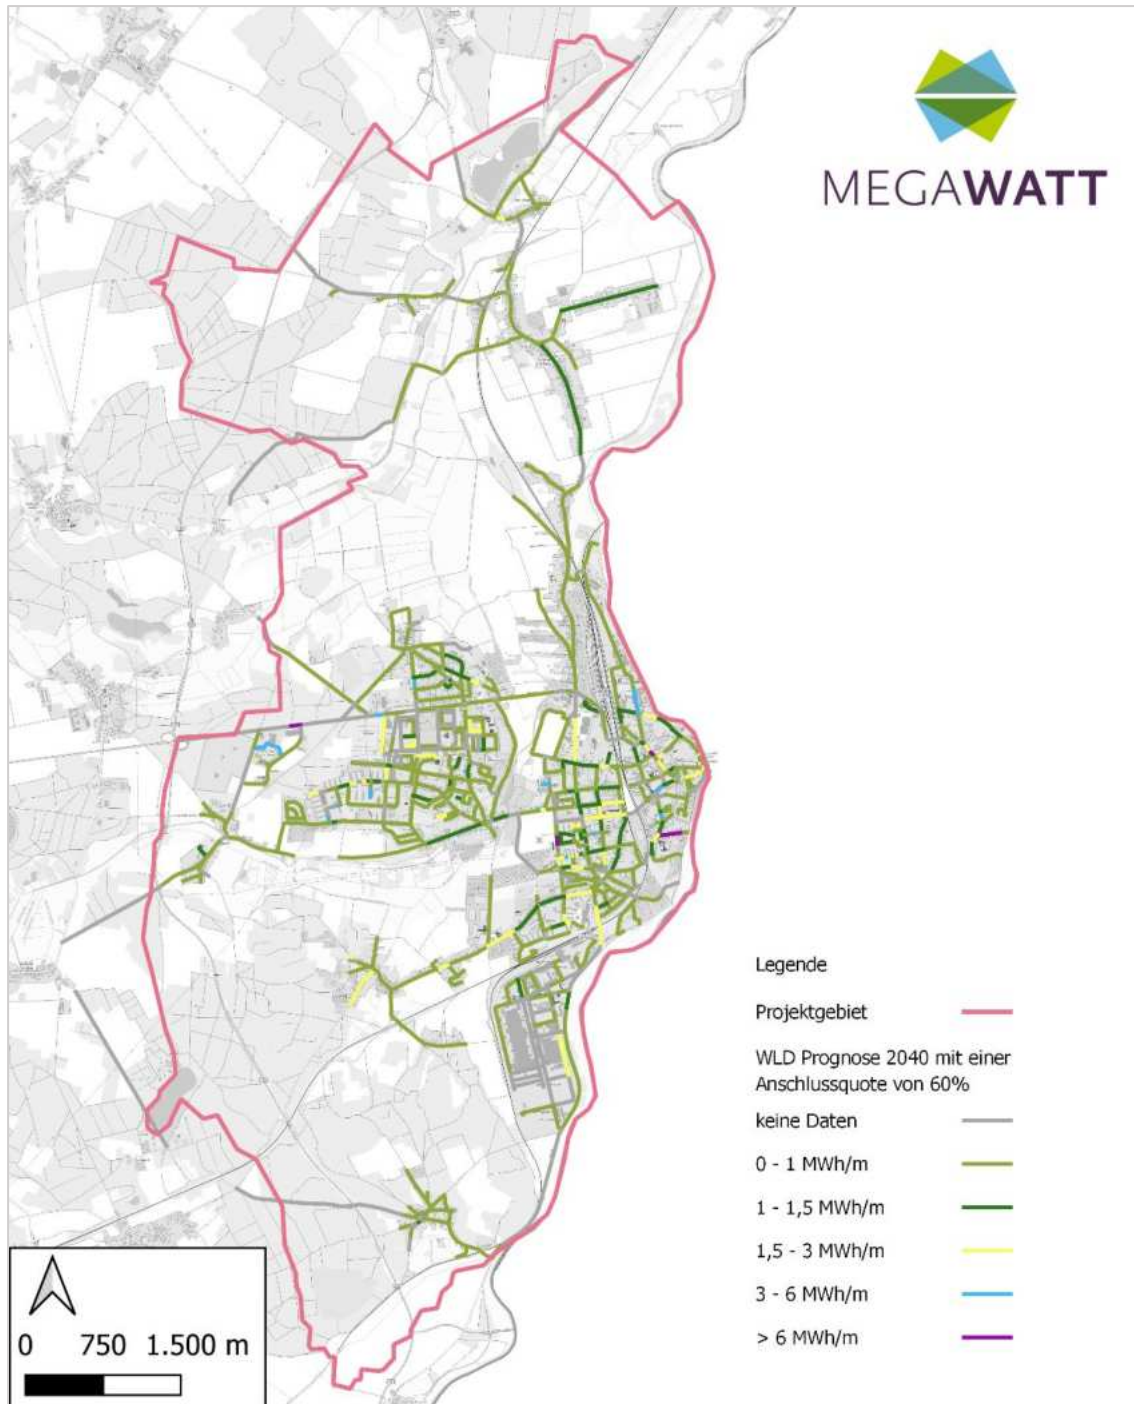 MEGAWATT
Legende
Projektgebiet
WLD Prognose 2040 mit einer
Anschlussquote von 60%
keine Daten
0 - 1 MWh/m
1 - 1,5 MWh/m
1,5 - 3 MWh/m
3 - 6 MWh/m
> 6 MWh/m
0 750 1.500 m